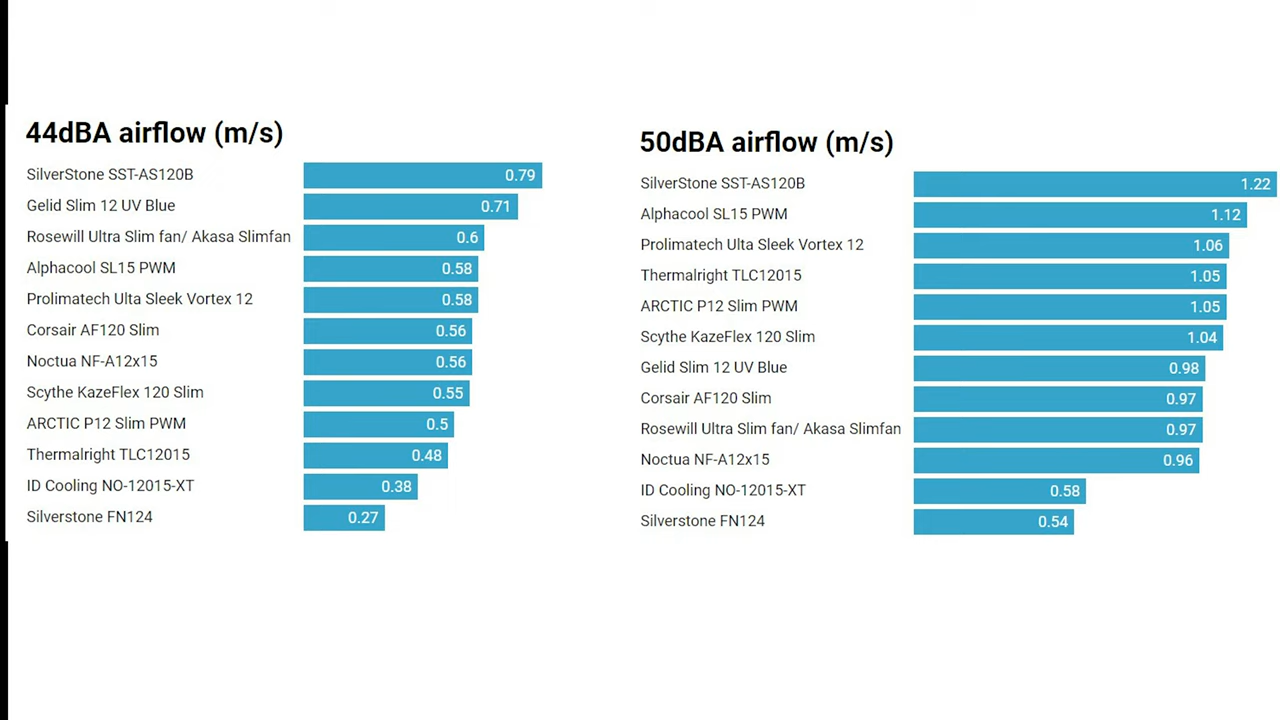 44dBA airflow (m/s)
SilverStone SST-AS120B 0.79
Gelid Slim 12 UV Blue 0.71
Rosewill Ultra Slim fan/ Akasa Slimfan 0.6
Alphacool SL15 PWM 0.58
Prolimatech Ulta Sleek Vortex 12 0.58
Corsair AF120 Slim 0.56
Noctua NF-A12x15 0.56
Scythe KazeFlex 120 Slim 0.55
ARCTIC P12 Slim PWM 0.5
Thermalright TLC12015 0.48
ID Cooling NO-12015-XT 0.38
Silverstone FN124 0.27
50dBA airflow (m/s)
SilverStone SST-AS120B 1.22
Alphacool SL15 PWM 1.12
Prolimatech Ulta Sleek Vortex 12 1.06
Thermalright TLC12015 1.05
ARCTIC P12 Slim PWM 1.05
Scythe KazeFlex 120 Slim 1.04
Gelid Slim 12 UV Blue 0.98
Corsair AF120 Slim 0.97
Rosewill Ultra Slim fan/ Akasa Slimfan 0.97
Noctua NF-A12x15 0.96
ID Cooling NO-12015-XT 0.58
Silverstone FN124 0.54